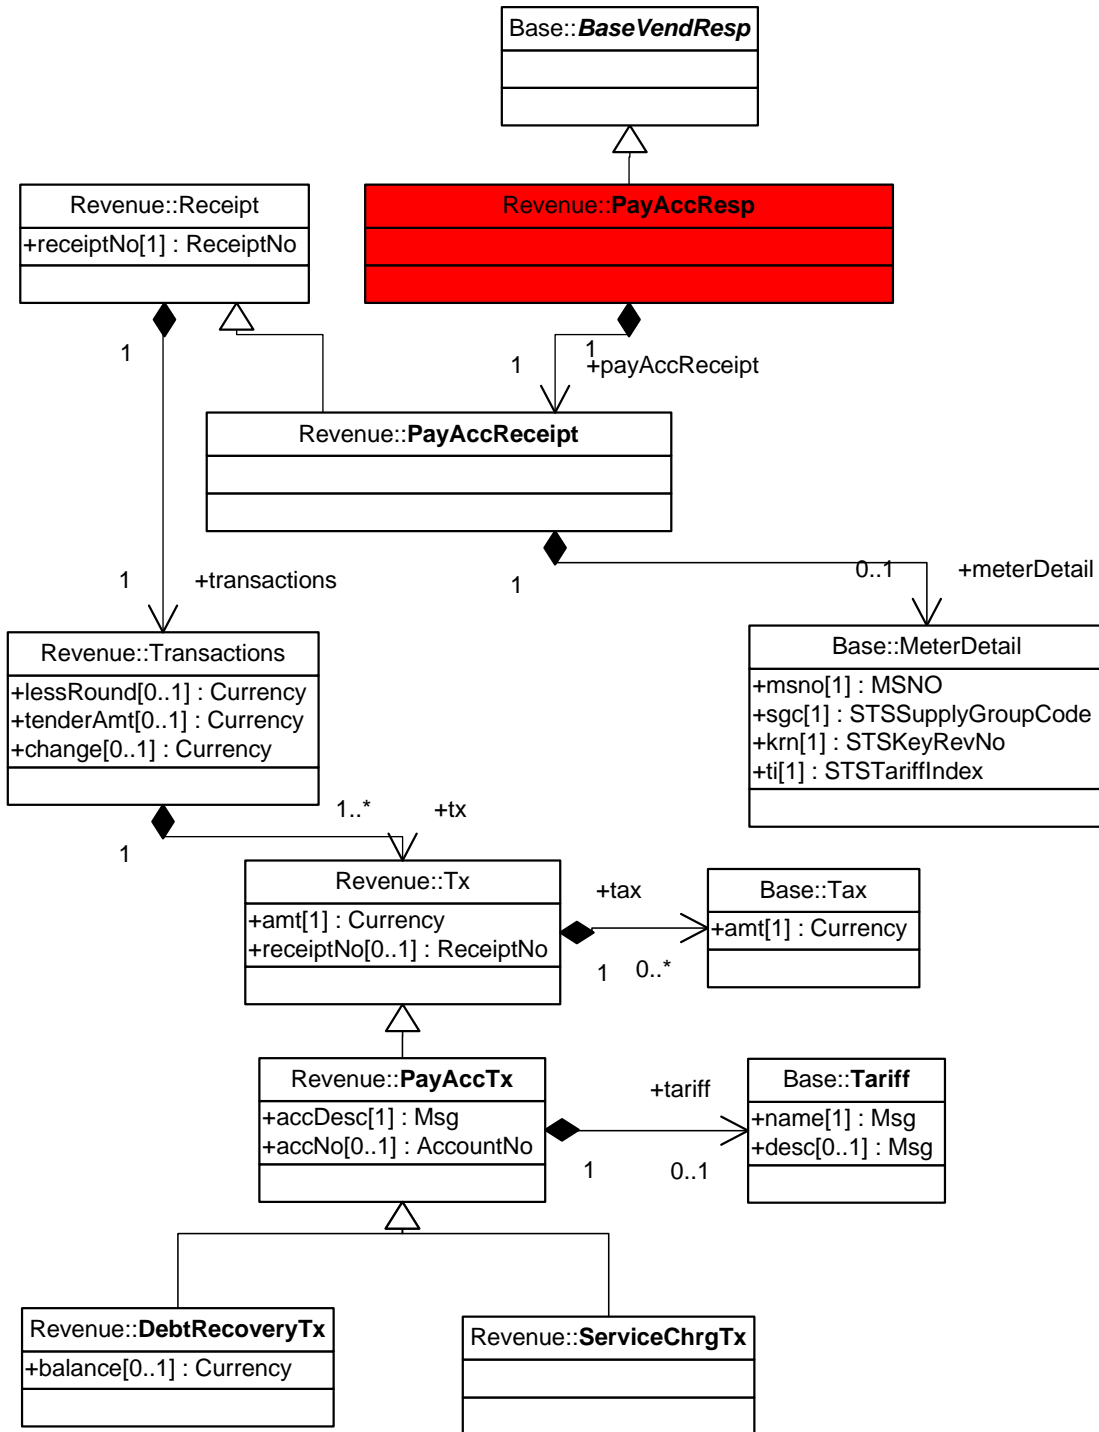 Base::BaseVendResp
Revenue::Receipt
+receiptNo[1] : ReceiptNo
Revenue::PayAccResp
1
1
1
+payAccReceipt
Revenue::PayAccReceipt
1
+transactions
1
0..1
+meterDetail
Revenue::Transactions
+lessRound[0..1] : Currency
+tenderAmt[0..1] : Currency
+change[0..1] : Currency
Base::MeterDetail
+msno[1] : MSNO
+sgc[1] : STSSupplyGroupCode
+krn[1] : STSKeyRevNo
+ti[1] : STSTariffIndex
1..*
+tx
1
Revenue::Tx
+amt[1] : Currency
+receiptNo[0..1] : ReceiptNo
+tax
1
0..*
Base::Tax
+amt[1] : Currency
Revenue::PayAccTx
+accDesc[1] : Msg
+accNo[0..1] : AccountNo
+tariff
1
0..1
Base::Tariff
+name[1] : Msg
+desc[0..1] : Msg
Revenue::DebtRecoveryTx
+balance[0..1] : Currency
Revenue::ServiceChrgTx